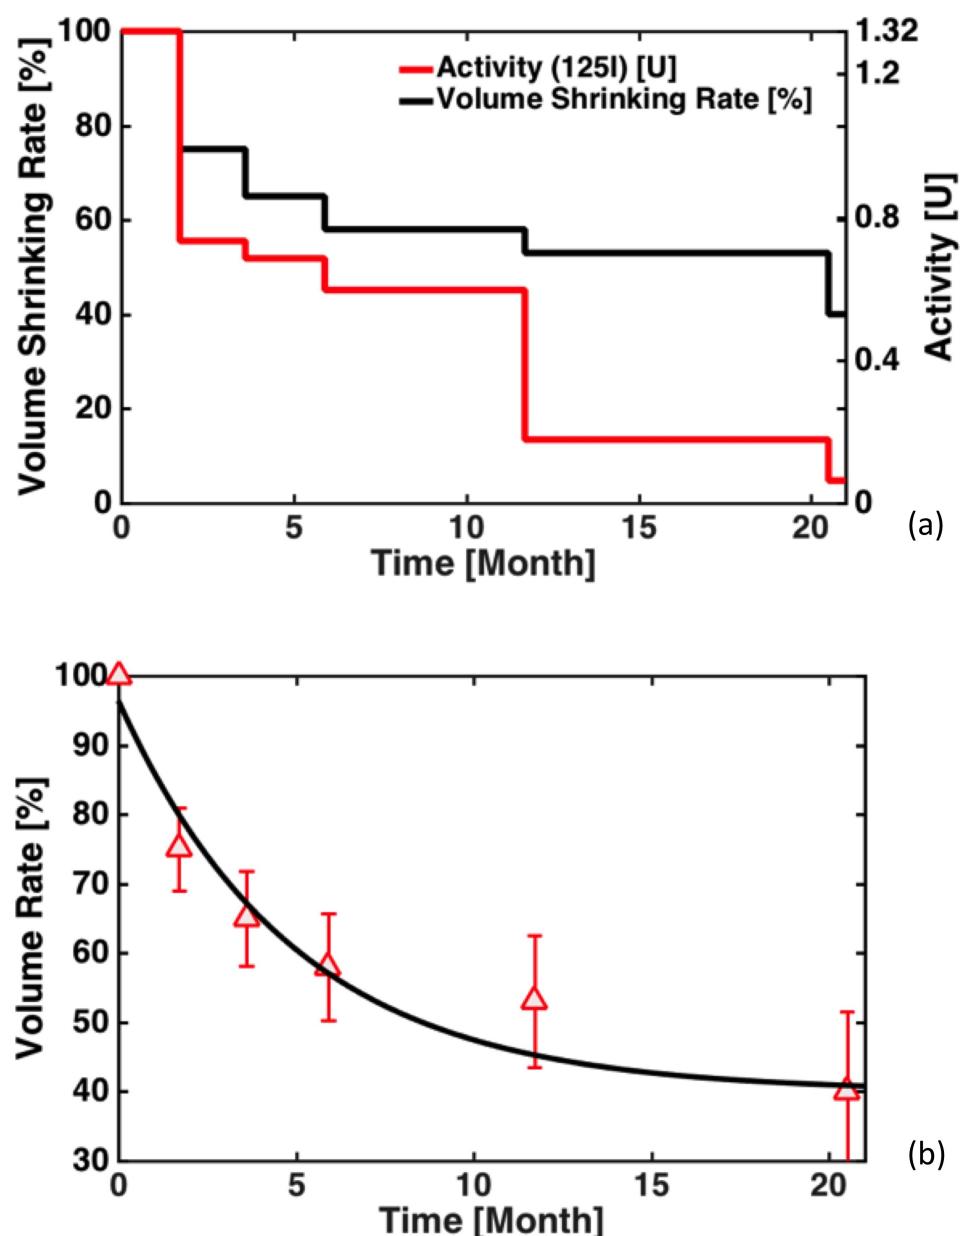 100
80
60
40
20
0
Volume Shrinking Rate [%]
Activity (125I) [U]
Volume Shrinking Rate [%]
1.32
1.2
0.8
0.4
0
Activity [U]
0 5 10 15 20
Time [Month]
(a)
100
90
80
70
60
50
40
30
Volume Rate [%]
0 5 10 15 20
Time [Month]
(b)